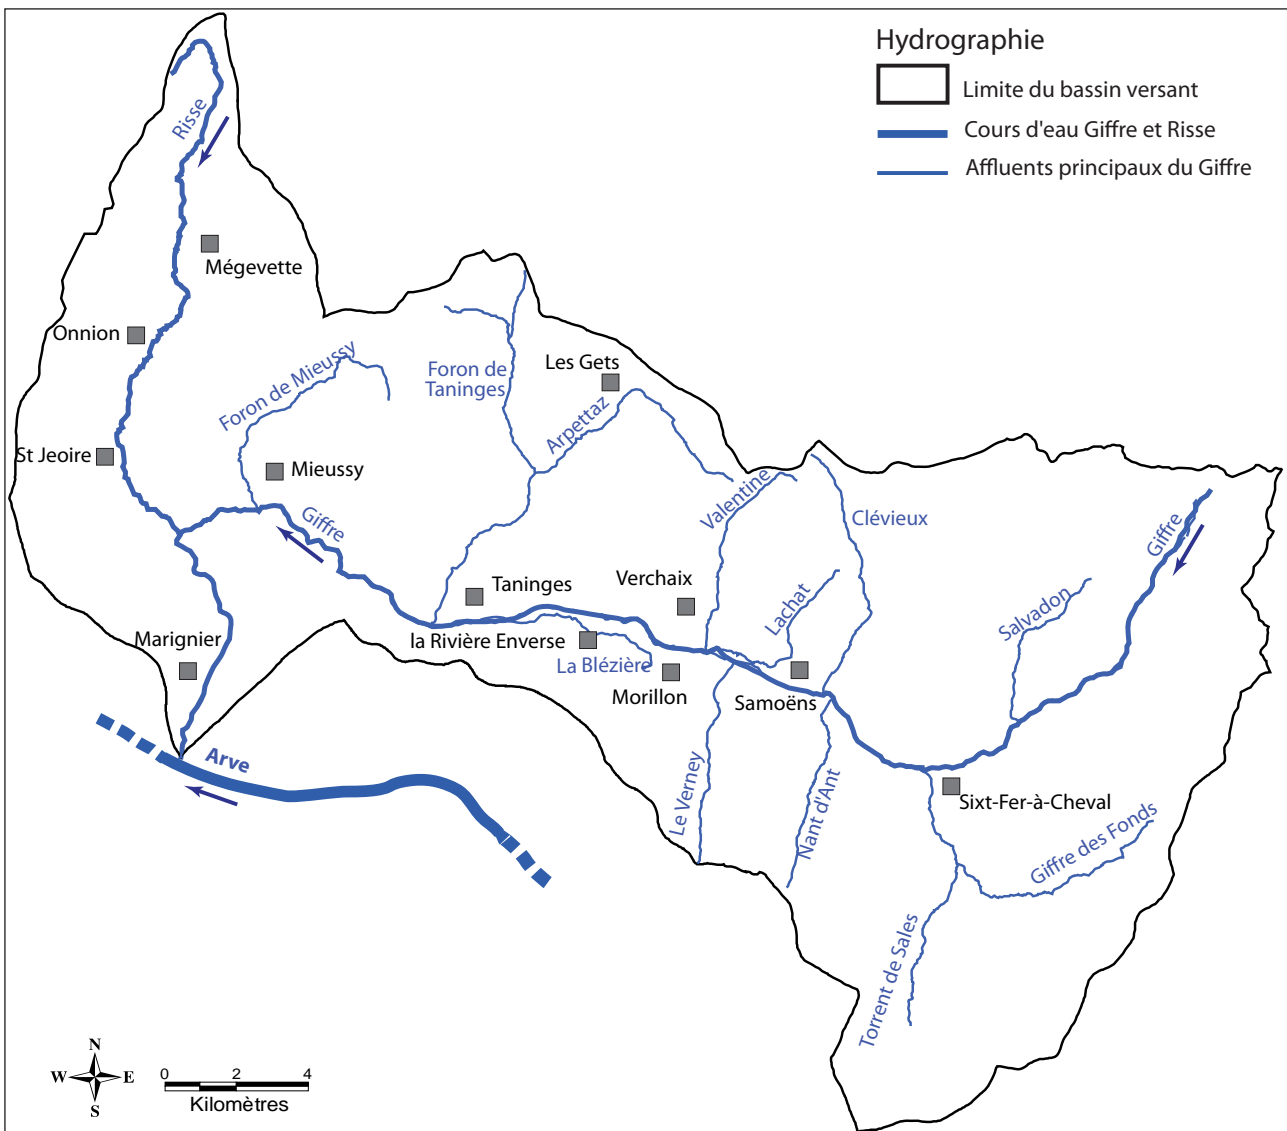 Hydrographie
Limite du bassin versant
Cours d'eau Giffre et Risse
Affluents principaux du Giffre
Risse
Mégevette
Onnion
Foron de Mieussy
Foron de
Taninges
Les Gets
Arpettaz
St Jeoire
Mieussy
Valentine
Clévieux
Giffre
Giffre
Taninges
Verchaix
Lachat
Salvadon
Marignier
la Rivière Enverse
La Blézière
Morillon
Samoëns
Arve
Le Verney
Nant d'Ant
Sixt-Fer-à-Cheval
Giffre des Fonds
Torrent de Sales
N
W
E
S
0 2 4
Kilomètres